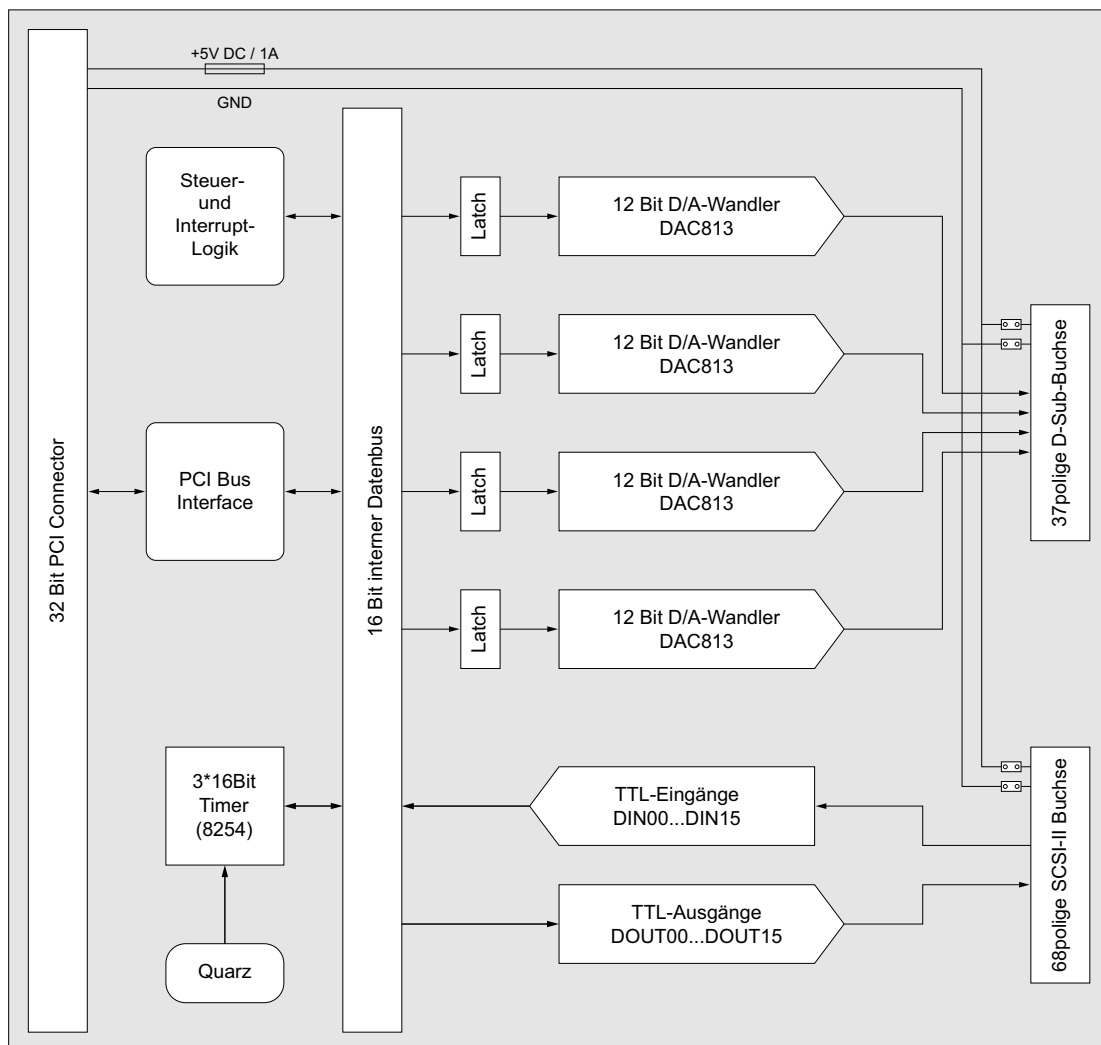 +5V DC / 1A
GND
32 Bit PCI Connector
Steuer-
und
Interrupt-
Logik
PCI Bus
Interface
3*16Bit
Timer
(8254)
Quarz
16 Bit interner Datenbus
Latch
12 Bit D/A-Wandler
DAC813
Latch
12 Bit D/A-Wandler
DAC813
Latch
12 Bit D/A-Wandler
DAC813
Latch
12 Bit D/A-Wandler
DAC813
TTL-Eingänge
DIN00...DIN15
TTL-Ausgänge
DOUT00...DOUT15
37polige D-Sub-Buchse
68polige SCSI-II Buchse